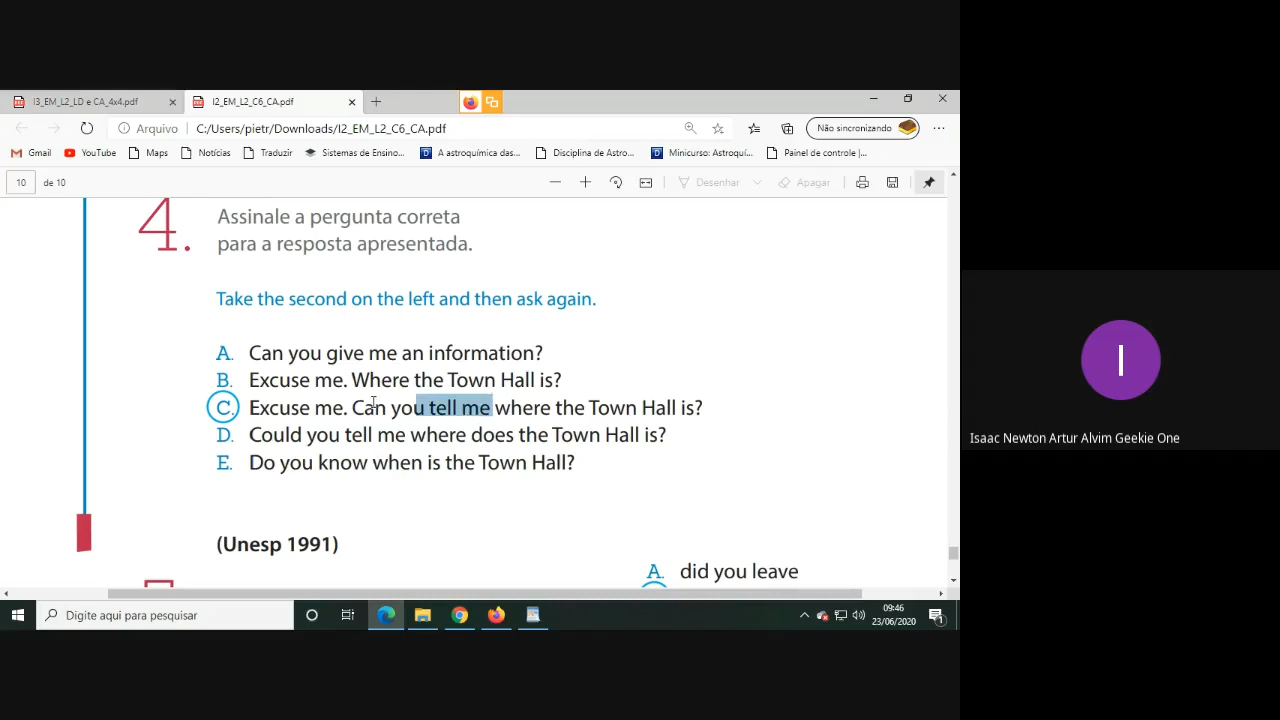 I3_EM_L2_LD e CA_4x4.pdf
I2_EM_L2_C6_CA.pdf
Arquivo
C:/Users/pietr/Downloads/I2_EM_L2_C6_CA.pdf
Não sincronizando
Gmail
YouTube
Maps
Notícias
Traduzir
Sistemas de Ensino...
A astroquímica das...
Disciplina de Astro...
Minicurso: Astroquí...
Painel de controle |...
10 de 10
Desenhar
Apagar
4.
Assinale a pergunta correta
para a resposta apresentada.
Take the second on the left and then ask again.
A. Can you give me an information?
B. Excuse me. Where the Town Hall is?
C. Excuse me. Can you tell me where the Town Hall is?
D. Could you tell me where does the Town Hall is?
E. Do you know when is the Town Hall?
(Unesp 1991)
A. did you leave
I
Isaac Newton Artur Alvim Geekie One
Digite aqui para pesquisar
09:46
23/06/2020
1